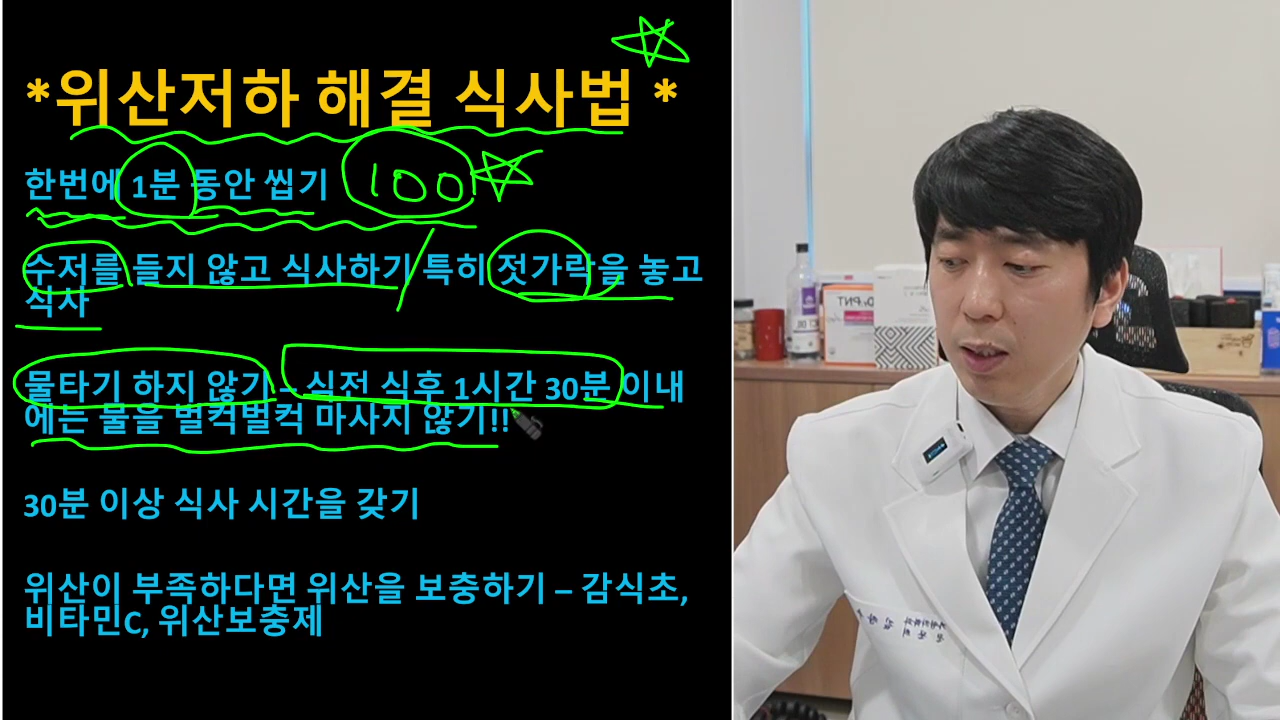 *위산저하 해결 식사법 *
한번에 1분 동안 씹기 100
수저를 들지 않고 식사하기 특히 젓가락을 놓고
식사
물타기 하지 않기 – 식전 식후 1시간 30분 이내
에는 물을 벌컥벌컥 마사지 않기!!
30분 이상 식사 시간을 갖기
위산이 부족하다면 위산을 보충하기 – 감식초,
비타민C, 위산보충제
Dr.PNT